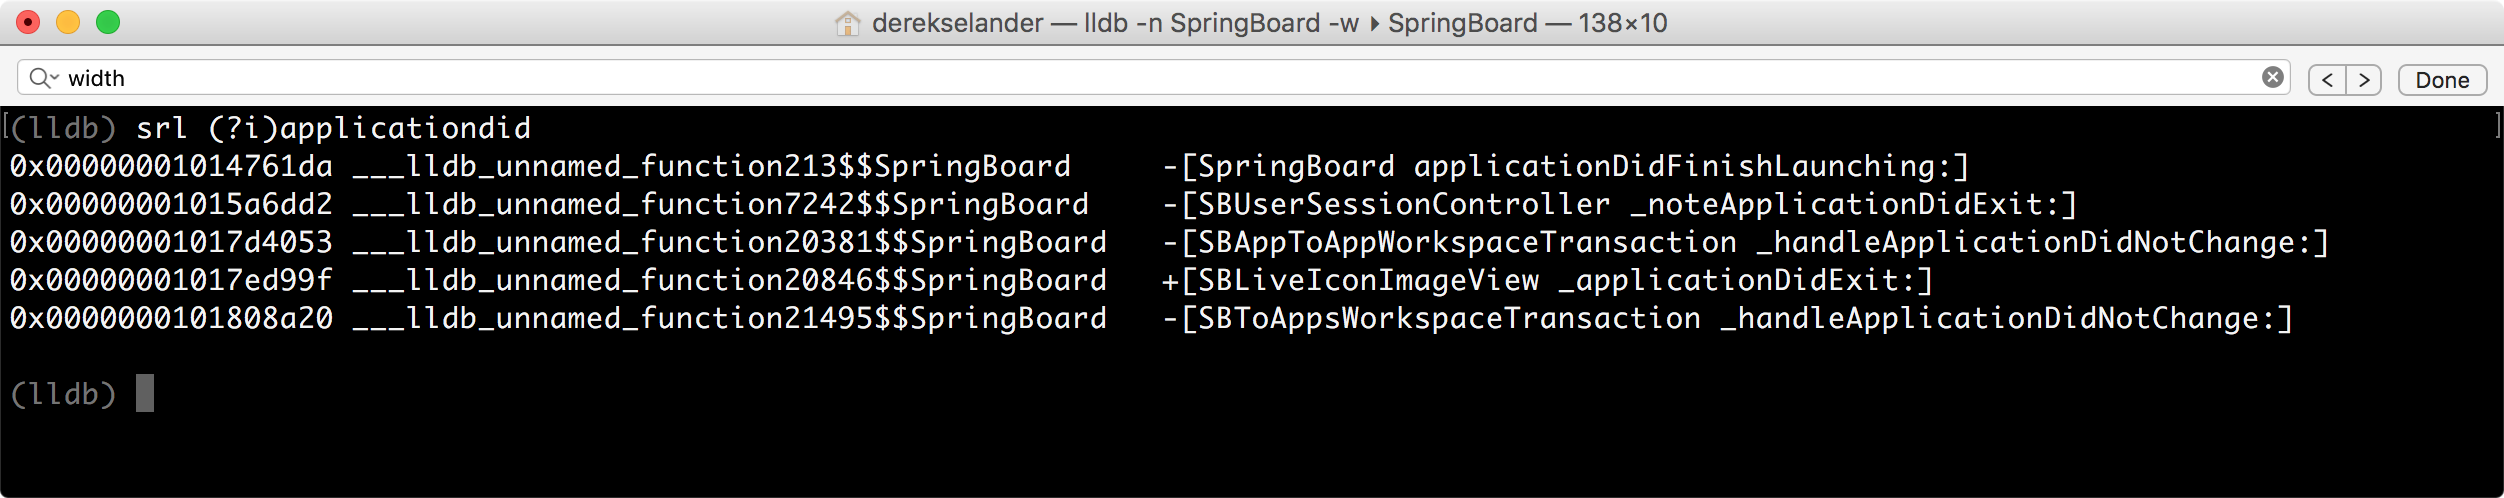 derekselander — lldb -n SpringBoard -w ▸ SpringBoard — 138×10
width
Done
(lldb) srl (?i)applicationdid
0x00000001014761da ___lldb_unnamed_function213$$SpringBoard -[SpringBoard applicationDidFinishLaunching:]
0x00000001015a6dd2 ___lldb_unnamed_function7242$$SpringBoard -[SBUserSessionController _noteApplicationDidExit:]
0x00000001017d4053 ___lldb_unnamed_function20381$$SpringBoard -[SBAppToAppWorkspaceTransaction _handleApplicationDidNotChange:]
0x00000001017ed99f ___lldb_unnamed_function20846$$SpringBoard +[SBLiveIconImageView _applicationDidExit:]
0x0000000101808a20 ___lldb_unnamed_function21495$$SpringBoard -[SBToAppsWorkspaceTransaction _handleApplicationDidNotChange:]
(lldb)